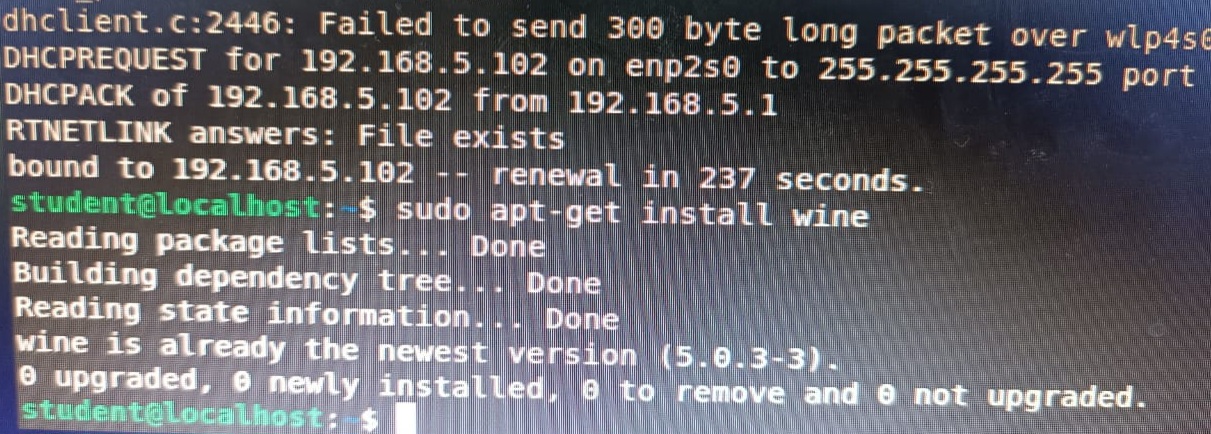 dhclient.c:2446: Failed to send 300 byte long packet over wlp4s0
DHCPREQUEST for 192.168.5.102 on enp2s0 to 255.255.255.255 port
DHCPACK of 192.168.5.102 from 192.168.5.1
RTNETLINK answers: File exists
bound to 192.168.5.102 -- renewal in 237 seconds.
student@localhost:~$ sudo apt-get install wine
Reading package lists... Done
Building dependency tree... Done
Reading state information... Done
wine is already the newest version (5.0.3-3).
0 upgraded, 0 newly installed, 0 to remove and 0 not upgraded.
student@localhost:~$